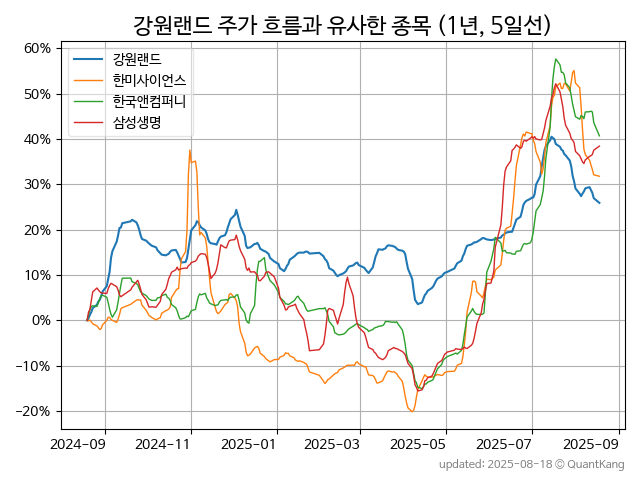 강원랜드 주가 흐름과 유사한 종목 (1년, 5일선)
강원랜드
한미사이언스
한국앤컴퍼니
삼성생명
60%
50%
40%
30%
20%
10%
0%
−10%
−20%
2024-09 2024-11 2025-01 2025-03 2025-05 2025-07 2025-09
updated: 2025-08-18 © QuantKang